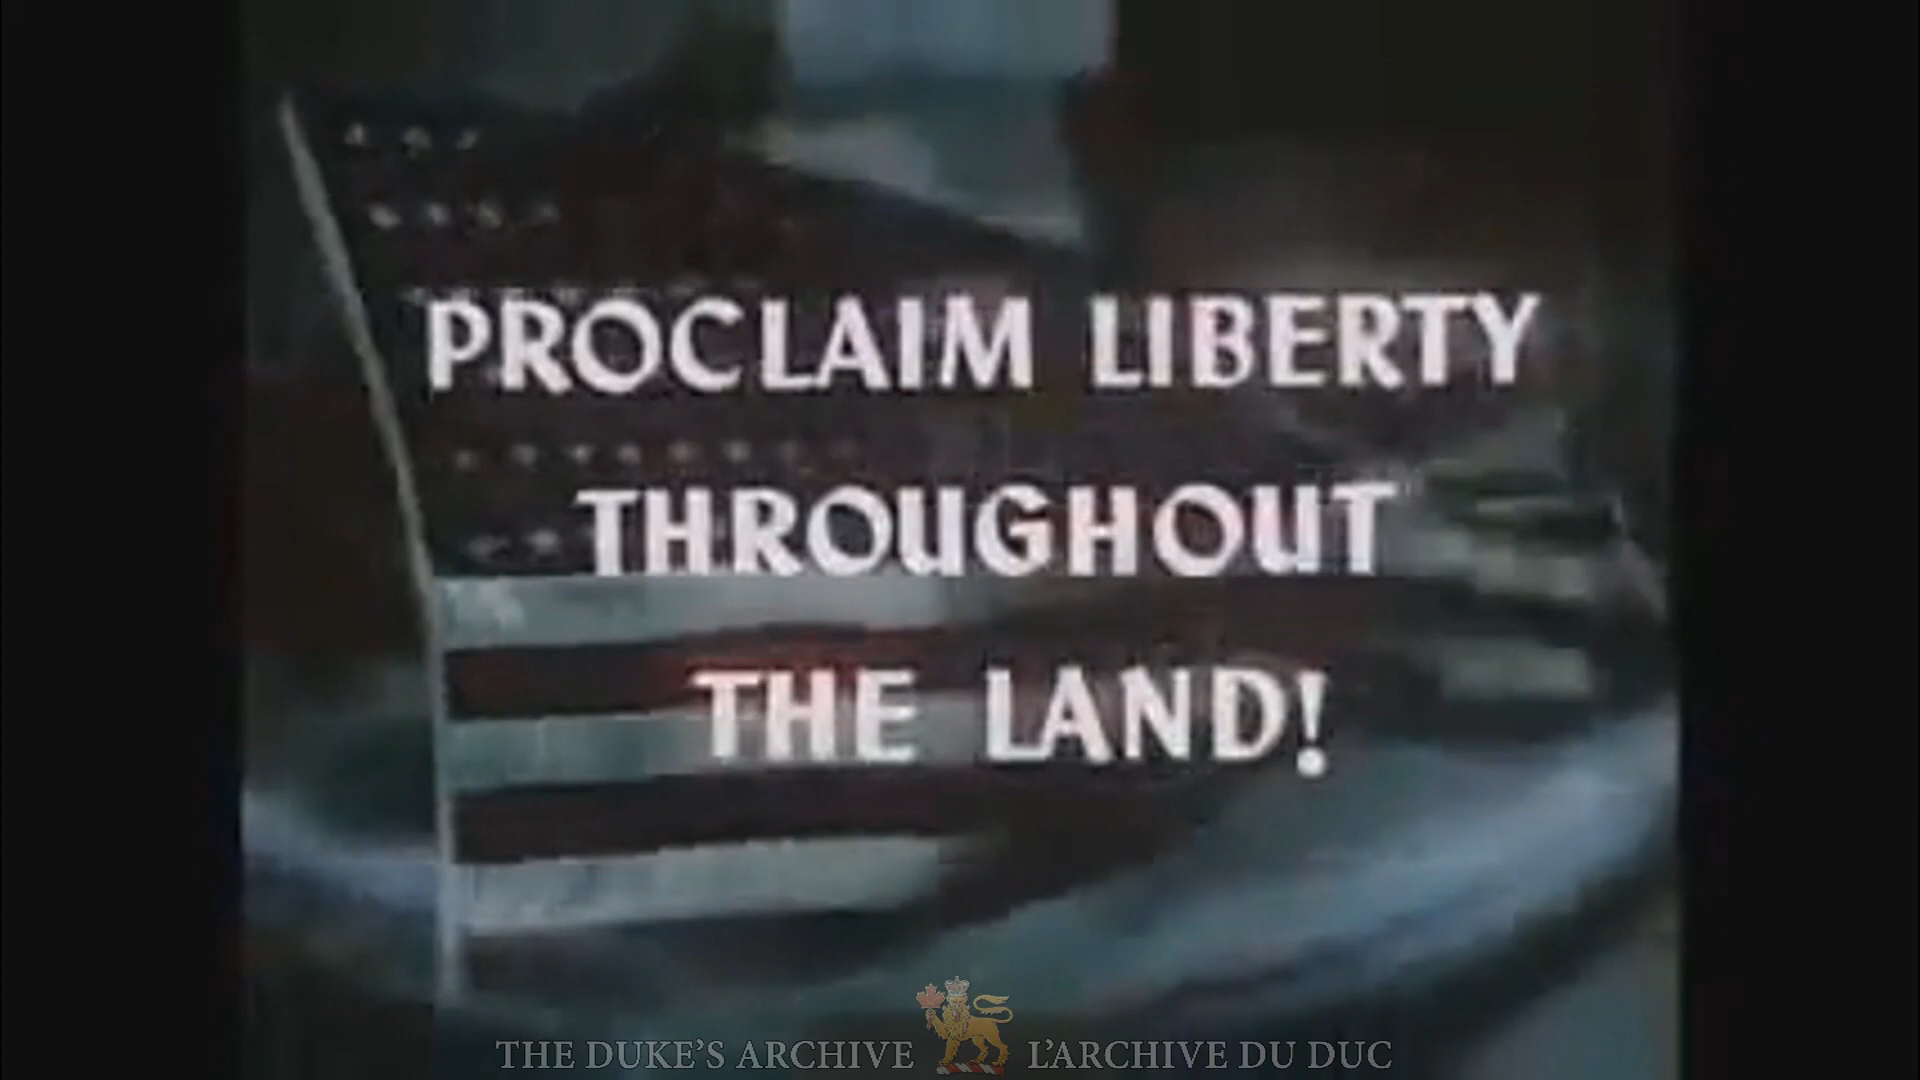 PROCLAIM LIBERTY
THROUGHOUT
THE LAND!
THE DUKE'S ARCHIVE L'ARCHIVE DU DUC